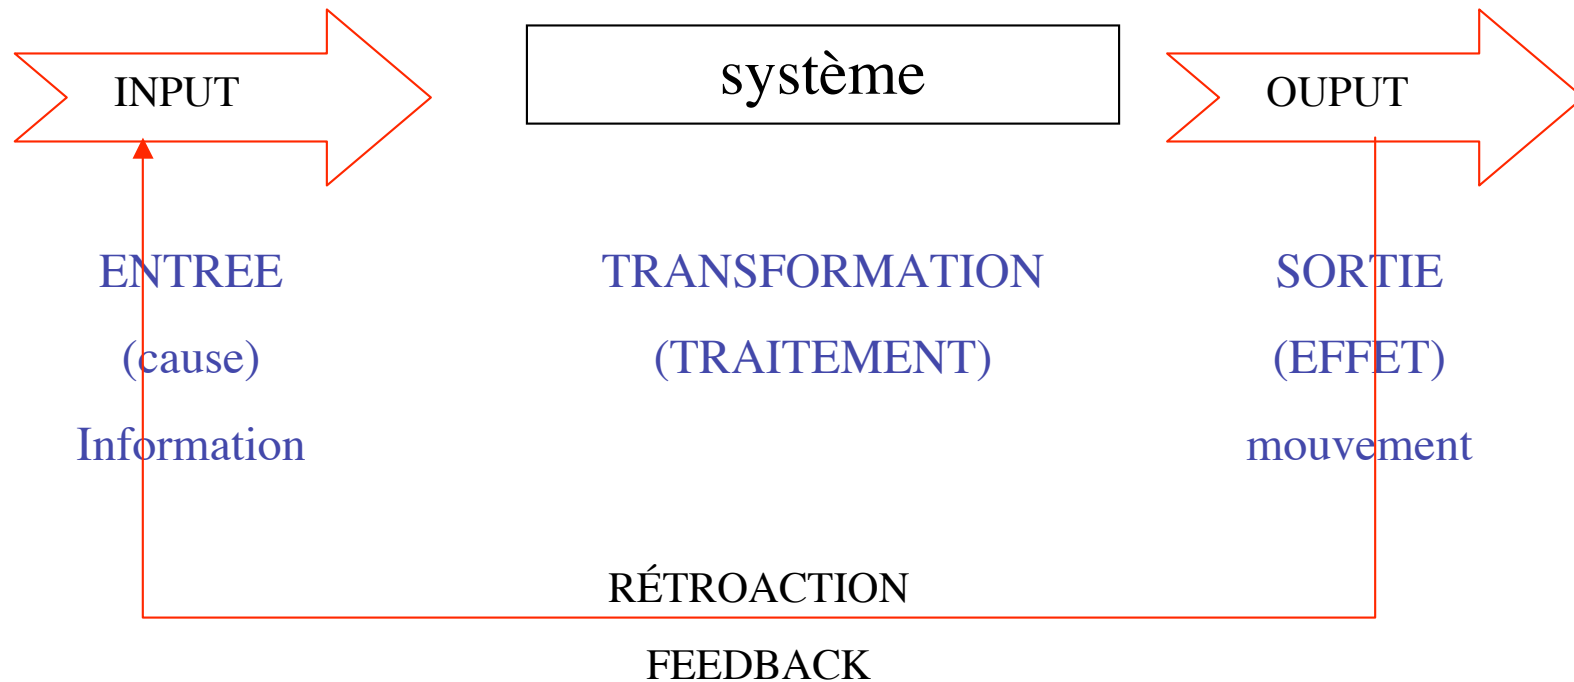 INPUT
système
OUPUT
ENTREE
TRANSFORMATION
SORTIE
(cause)
(TRAITEMENT)
(EFFET)
Information
mouvement
RÉTROACTION
FEEDBACK